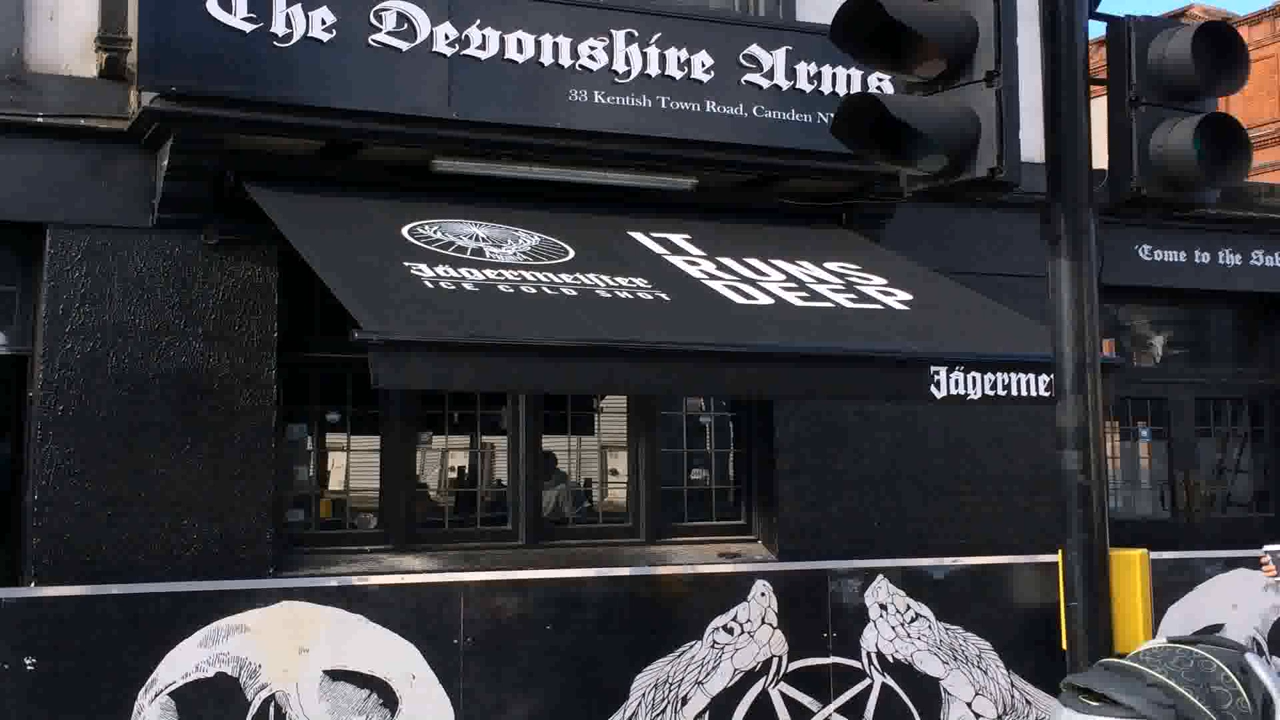 The Devonshire Arms
33 Kentish Town Road, Camden
Jägermeister
ICE COLD SHOT
IT
RUNS
DEEP
'Come to the
Jägerme